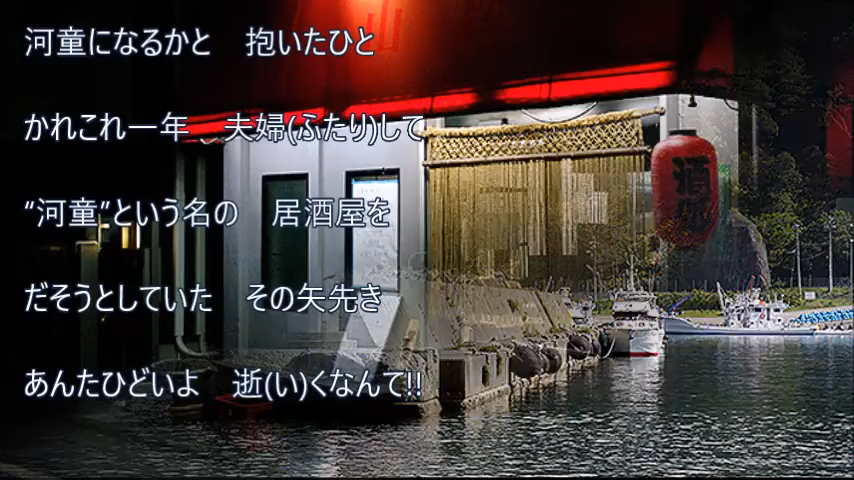 河童になるかと　抱いたひと
かれこれ一年　夫婦(ふたり)して
“河童”という名の　居酒屋を
だそうとしていた　その矢先き
あんたひどいよ　逝(い)くなんて!!
酒